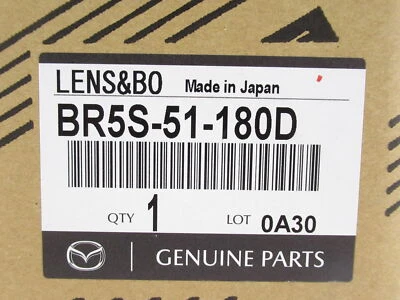 LENS&BO Made in Japan
BR5S-51-180D
QTY 1 LOT 0A30
GENUINE PARTS